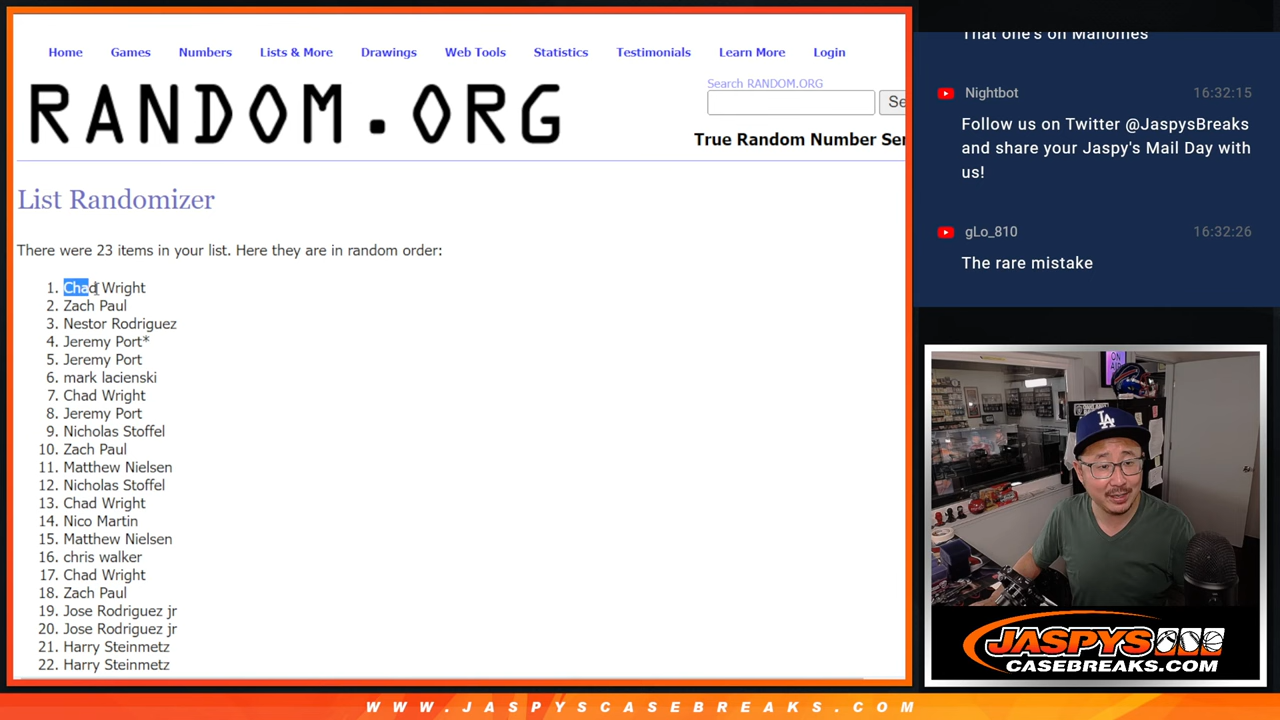 Home Games Numbers Lists & More Drawings Web Tools Statistics Testimonials Learn More Login
RANDOM.ORG
Search RANDOM.ORG
Se
True Random Number Ser
List Randomizer
There were 23 items in your list. Here they are in random order:
1. Chad Wright
2. Zach Paul
3. Nestor Rodriguez
4. Jeremy Port*
5. Jeremy Port
6. mark lacienski
7. Chad Wright
8. Jeremy Port
9. Nicholas Stoffel
10. Zach Paul
11. Matthew Nielsen
12. Nicholas Stoffel
13. Chad Wright
14. Nico Martin
15. Matthew Nielsen
16. chris walker
17. Chad Wright
18. Zach Paul
19. Jose Rodriguez jr
20. Jose Rodriguez jr
21. Harry Steinmetz
22. Harry Steinmetz
That one's on Mahomes
Nightbot 16:32:15
Follow us on Twitter @JaspysBreaks
and share your Jaspy's Mail Day with
us!
gLo_810 16:32:26
The rare mistake
ON
AIR
LA
JASPYS
CASEBREAKS.COM
WWW.JASPYSCASEBREAKS.COM